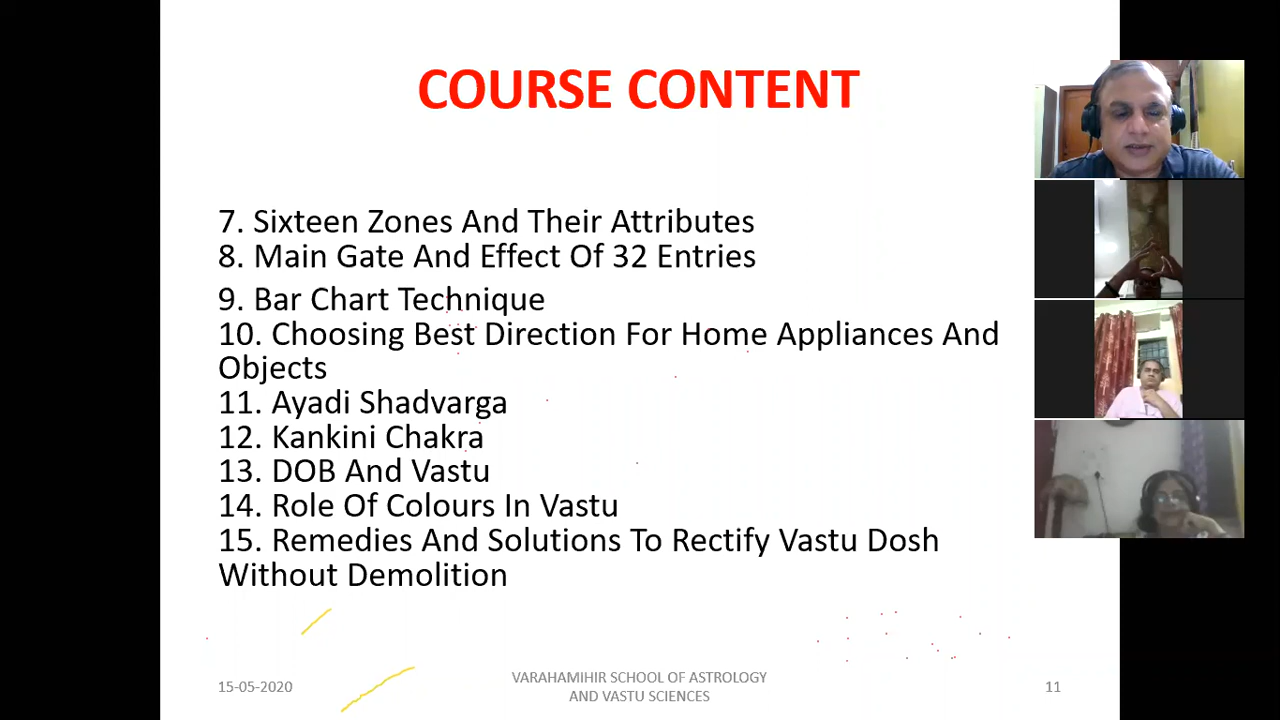 COURSE CONTENT
7. Sixteen Zones And Their Attributes
8. Main Gate And Effect Of 32 Entries
9. Bar Chart Technique
10. Choosing Best Direction For Home Appliances And
Objects
11. Ayadi Shadvarga
12. Kankini Chakra
13. DOB And Vastu
14. Role Of Colours In Vastu
15. Remedies And Solutions To Rectify Vastu Dosh
Without Demolition
15-05-2020
VARAHAMIHIR SCHOOL OF ASTROLOGY
AND VASTU SCIENCES
11